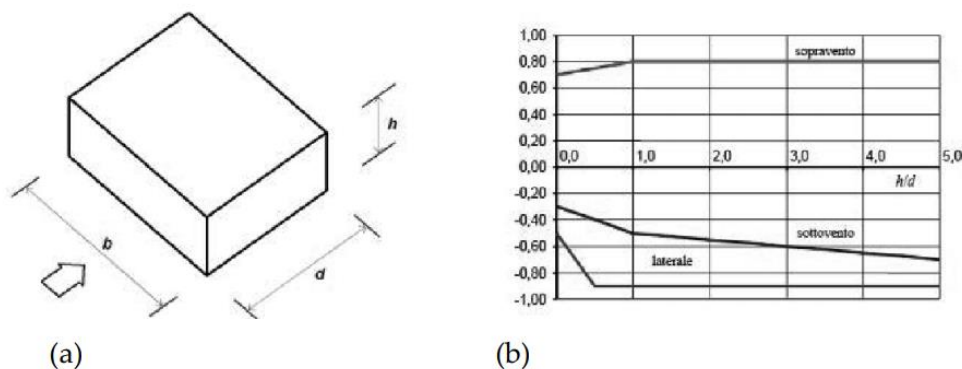 h
b
d
(a)
1,00
0,80
0,60
0,40
0,20
0,00
-0,20
-0,40
-0,60
-0,80
-1,00
sopravento
0,0 1,0 2,0 3,0 4,0 5,0
h/d
sottovento
laterale
(b)